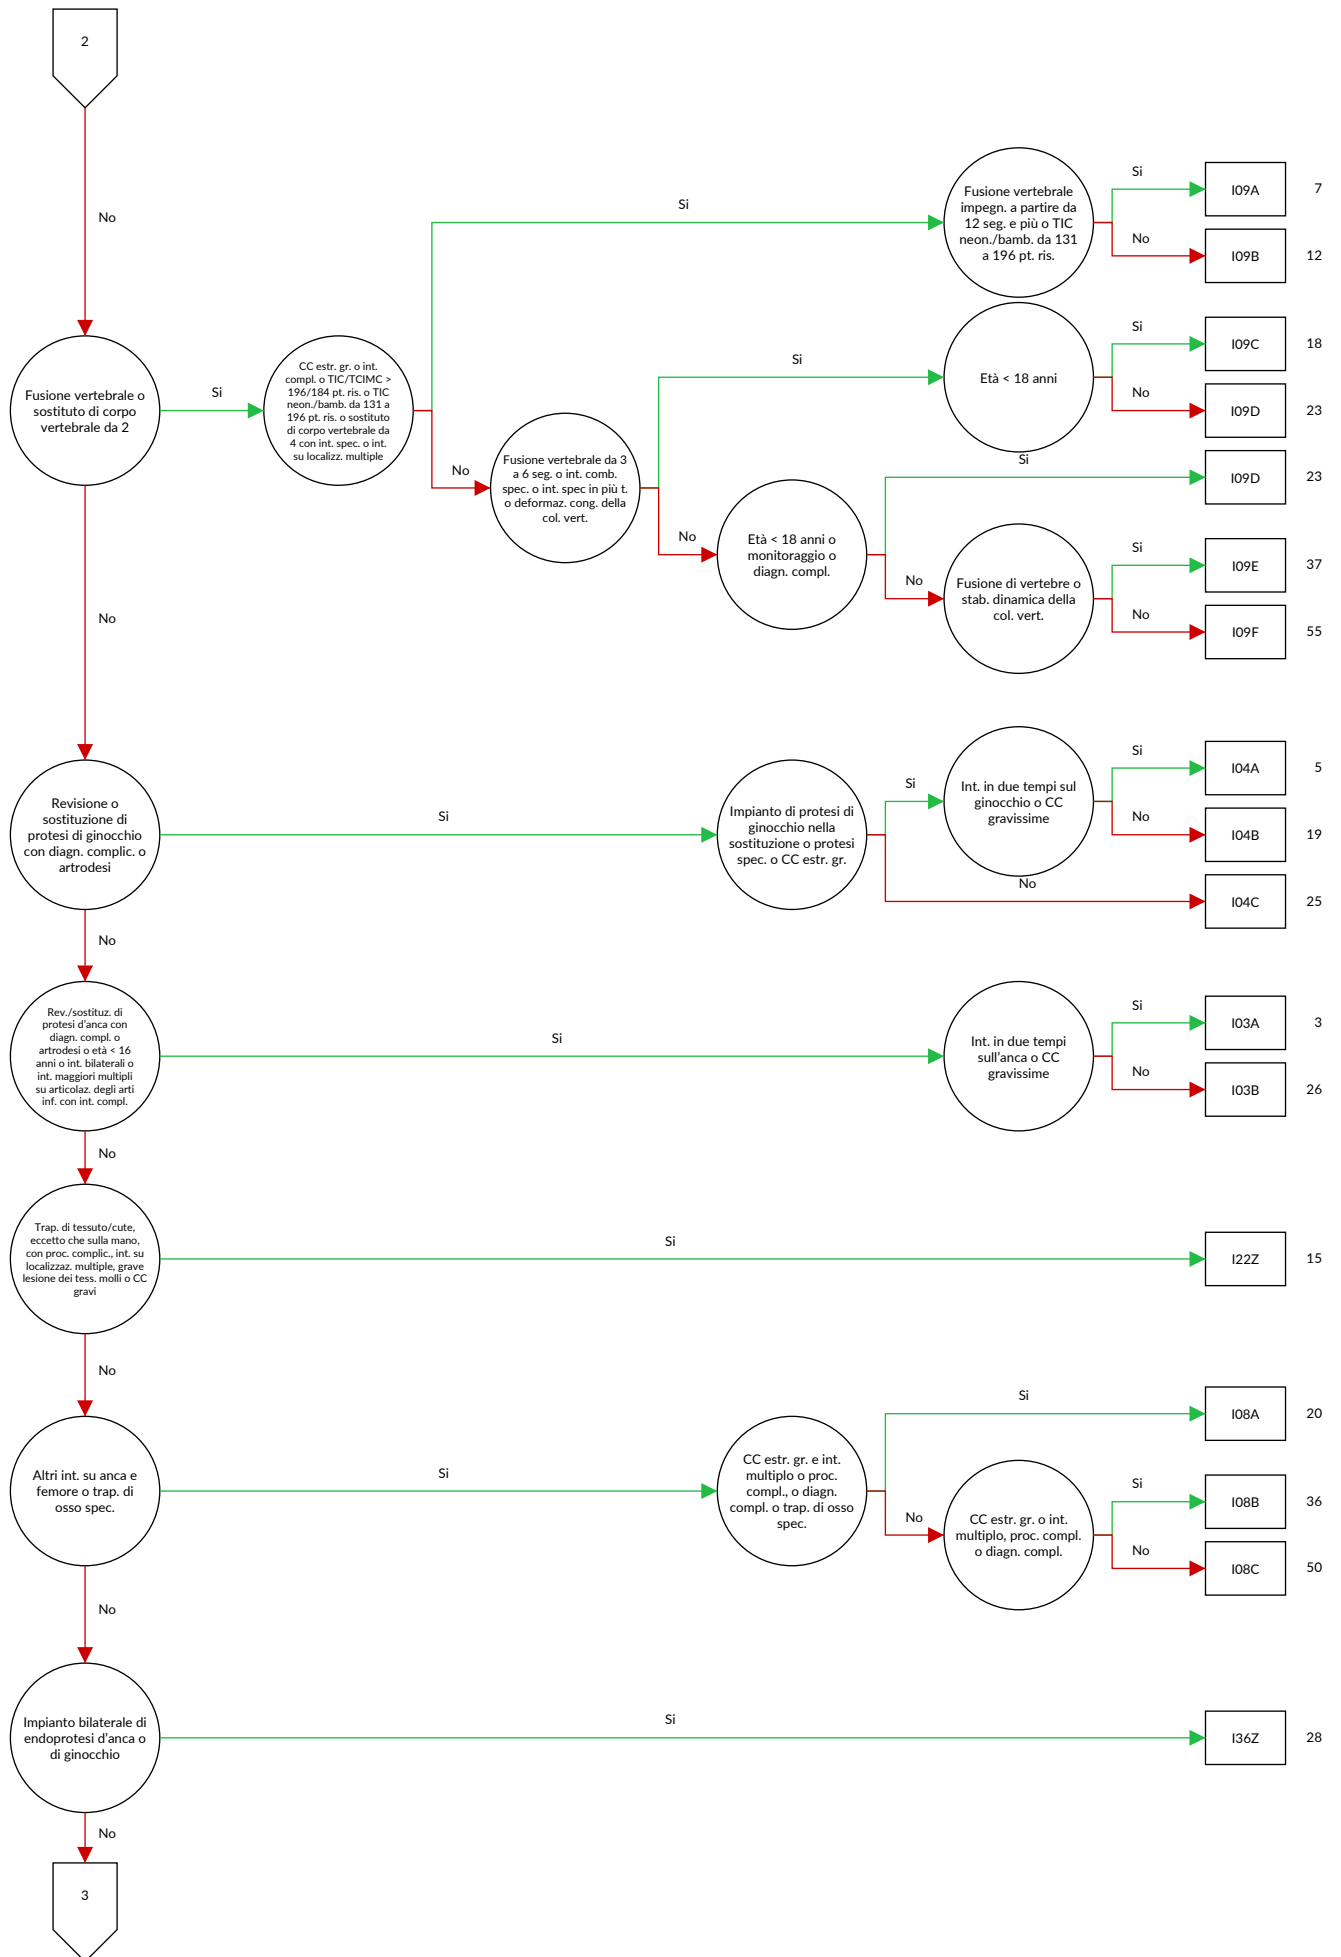 2
No
Fusione vertebrale o
sostituto di corpo
vertebrale da 2
Si
CC estr. gr. o int.
compl. o TIC/TCIMC >
196/184 pt. ris. o TIC
neon./bamb. da 131 a
196 pt. ris. o sostituto
di corpo vertebrale da
4 con int. spec. o int.
su localizz. multiple
Si
Fusione vertebrale
impegn. a partire da
12 seg. e più o TIC
neon./bamb. da 131
a 196 pt. ris.
Si
I09A
7
No
I09B
12
No
Fusione vertebrale da 3
a 6 seg. o int. comb.
spec. o int. spec in più t.
o deformaz. cong. della
col. vert.
Si
Età < 18 anni
Si
I09C
18
No
I09D
23
No
Età < 18 anni o
monitoraggio o
diagn. compl.
Si
I09D
23
No
Fusione di vertebre o
stab. dinamica della
col. vert.
Si
I09E
37
No
I09F
55
No
Revisione o
sostituzione di
protesi di ginocchio
con diagn. complic. o
artrodesi
Si
Impianto di protesi di
ginocchio nella
sostituzione o protesi
spec. o CC estr. gr.
Si
Int. in due tempi sul
ginocchio o CC
gravissime
Si
I04A
5
No
I04B
19
No
I04C
25
No
Rev./sostituz. di
protesi d'anca con
diagn. compl. o
artrodesi o età < 16
anni o int. bilaterali o
int. maggiori multipli
su articolaz. degli arti
inf. con int. compl.
Si
Int. in due tempi
sull'anca o CC
gravissime
Si
I03A
3
No
I03B
26
No
Trap. di tessuto/cute,
eccetto che sulla mano,
con proc. complic., int. su
localizzaz. multiple, grave
lesione dei tess. molli o CC
gravi
Si
I22Z
15
No
Altri int. su anca e
femore o trap. di
osso spec.
Si
CC estr. gr. e int.
multiplo o proc.
compl., o diagn.
compl. o trap. di osso
spec.
Si
I08A
20
No
CC estr. gr. o int.
multiplo, proc. compl.
o diagn. compl.
Si
I08B
36
No
I08C
50
No
Impianto bilaterale di
endoprotesi d'anca o
di ginocchio
Si
I36Z
28
No
3